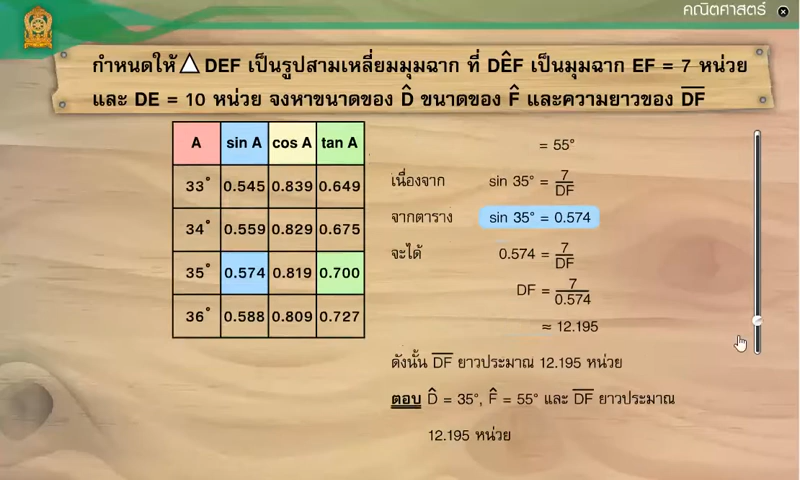 คณิตศาสตร์
กำหนดให้ △ DEF เป็นรูปสามเหลี่ยมมุมฉาก ที่ DÊF เป็นมุมฉาก EF = 7 หน่วย
และ DE = 10 หน่วย จงหาขนาดของ D̂ ขนาดของ F̂ และความยาวของ D̅F̅
A sin A cos A tan A
33° 0.545 0.839 0.649
34° 0.559 0.829 0.675
35° 0.574 0.819 0.700
36° 0.588 0.809 0.727
= 55°
เนื่องจาก sin 35° = 7/DF
จากตาราง sin 35° = 0.574
จะได้ 0.574 = 7/DF
DF = 7/0.574
≈ 12.195
ดังนั้น D̅F̅ ยาวประมาณ 12.195 หน่วย
ตอบ D̂ = 35°, F̂ = 55° และ D̅F̅ ยาวประมาณ
12.195 หน่วย